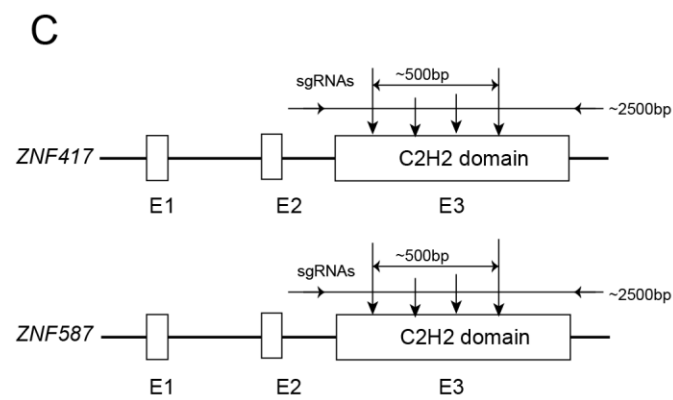 C
sgRNAs
~500bp
~2500bp
ZNF417
C2H2 domain
E1
E2
E3
sgRNAs
~500bp
~2500bp
ZNF587
C2H2 domain
E1
E2
E3